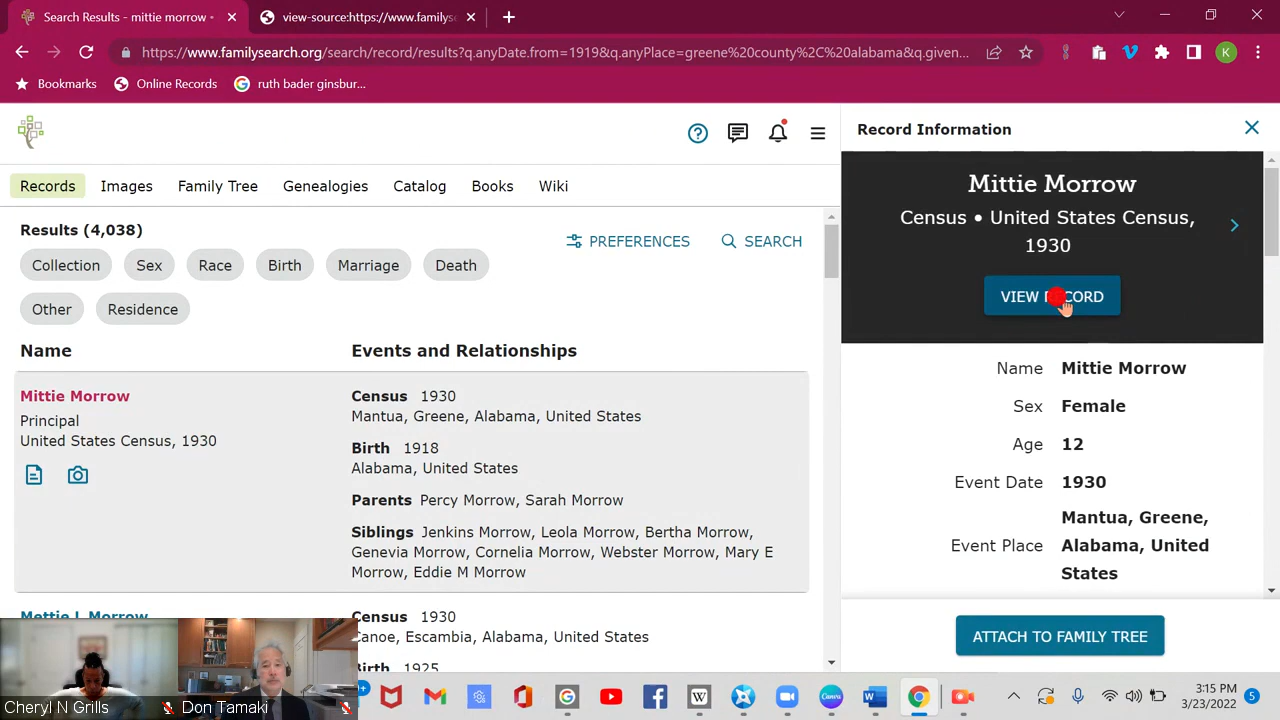 Search Results - mittie morrow •
view-source:https://www.familys
https://www.familysearch.org/search/record/results?q.anyDate.from=1919&q.anyPlace=greene%20county%2C%20alabama&q.given...
K
Bookmarks
Online Records
ruth bader ginsbur...
Records
Images
Family Tree
Genealogies
Catalog
Books
Wiki
Results (4,038)
PREFERENCES
SEARCH
Collection
Sex
Race
Birth
Marriage
Death
Other
Residence
Name
Events and Relationships
Mittie Morrow
Principal
United States Census, 1930
Census 1930
Mantua, Greene, Alabama, United States
Birth 1918
Alabama, United States
Parents Percy Morrow, Sarah Morrow
Siblings Jenkins Morrow, Leola Morrow, Bertha Morrow,
Genevia Morrow, Cornelia Morrow, Webster Morrow, Mary E
Morrow, Eddie M Morrow
Mettie L Morrow
Census 1930
Canoe, Escambia, Alabama, United States
Birth 1925
Record Information
Mittie Morrow
Census • United States Census,
1930
VIEW RECORD
Name Mittie Morrow
Sex Female
Age 12
Event Date 1930
Event Place Mantua, Greene,
Alabama, United
States
ATTACH TO FAMILY TREE
Cheryl N Grills
Don Tamaki
3:15 PM
3/23/2022
5